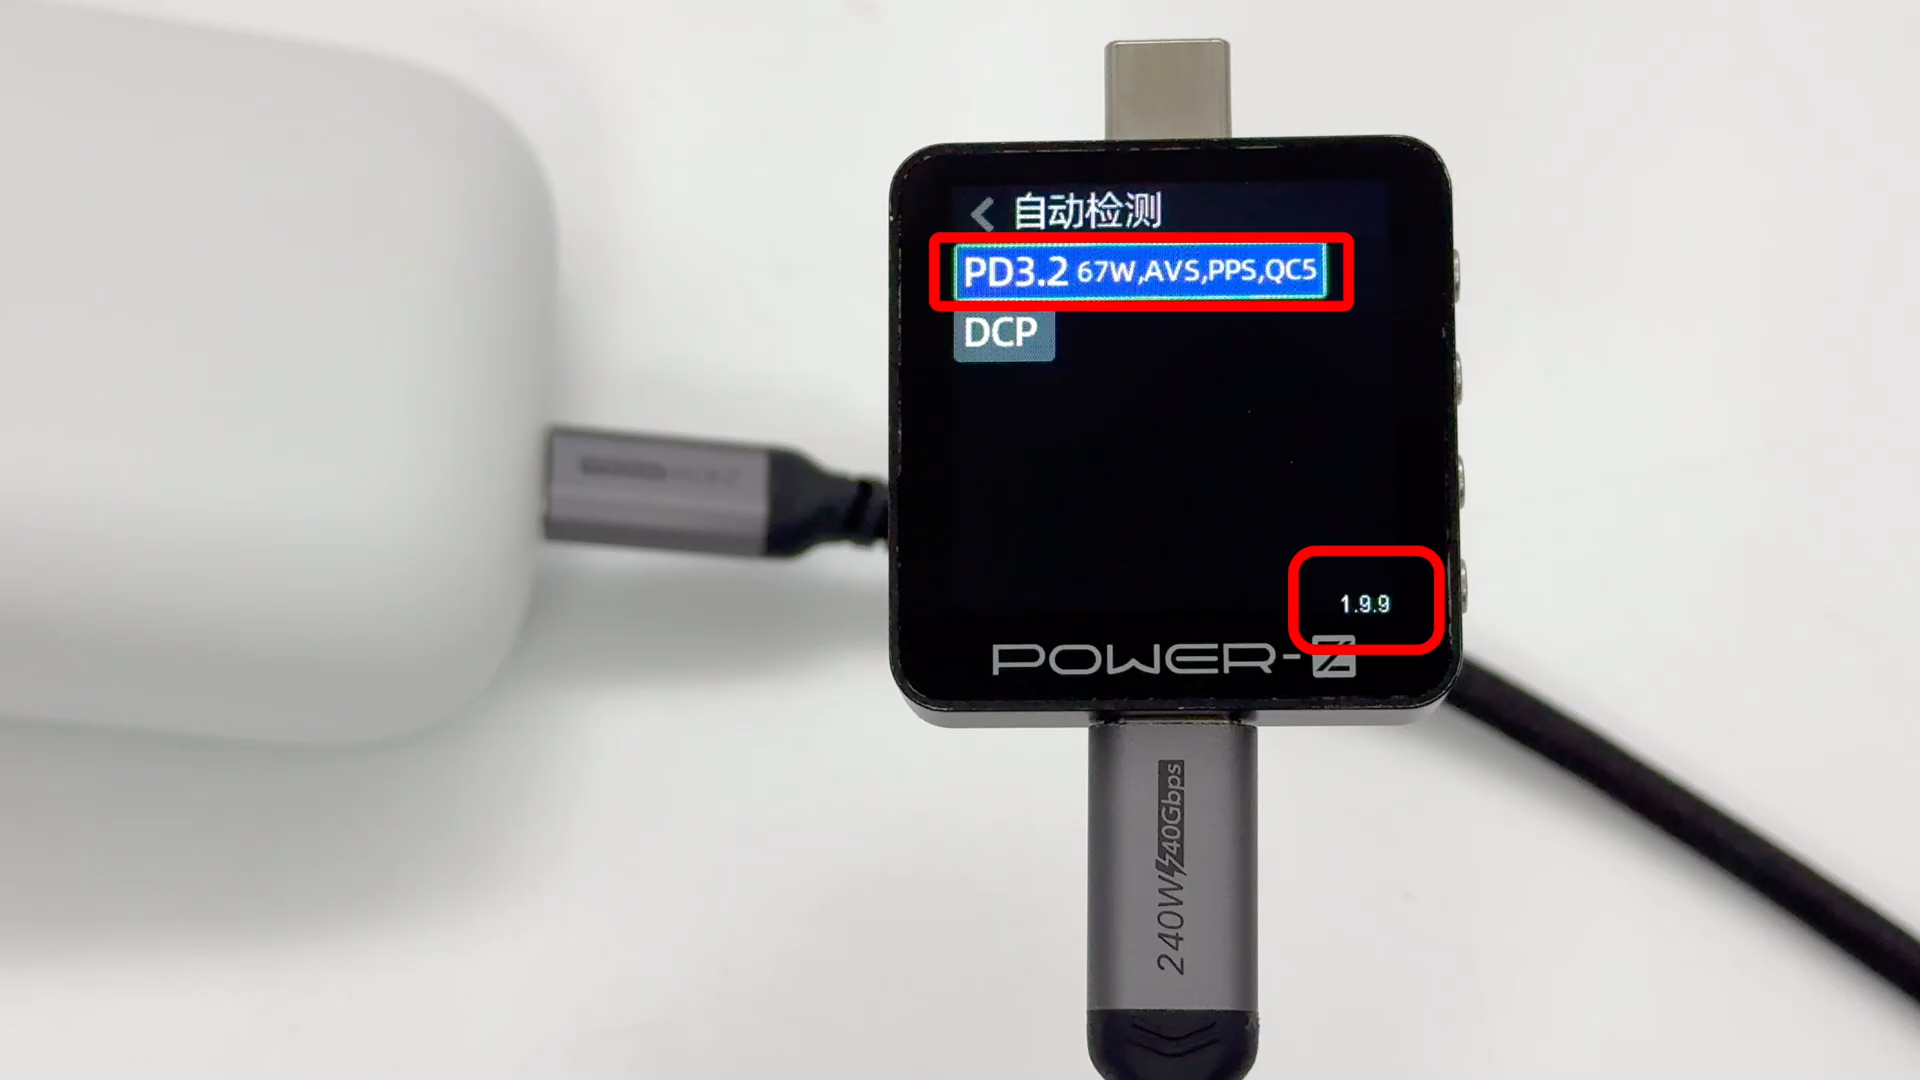 自动检测
PD3.2 67W,AVS,PPS,QC5
DCP
1.9.9
POWER-Z
240W 40Gbps